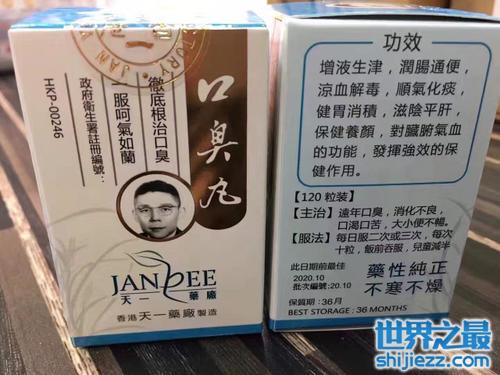 口臭丸
徹底根治口臭
一服呵氣如蘭
政府衛生署註冊編號：
HKP-00246
JANBEE
天一藥廠
香港天一藥廠製造
功效
增液生津，潤腸通便，
涼血解毒，順氣化痰，
健胃消積，滋陰平肝，
保健養顏，對臟腑氣血
的功能，發揮強效的保
健作用。
【120粒装】
【主治】遠年口臭，消化不良，
口渴口苦，大小便不暢。
【服法】每日服二次或三次，每次
十粒，飯前吞服，兒童減半
此日期前最佳
2020.10
批次編號:20.10
藥性純正
不寒不燥
保質期：36月
BEST STORAGE : 36 MONTHS
世界之最
shijiezz.com